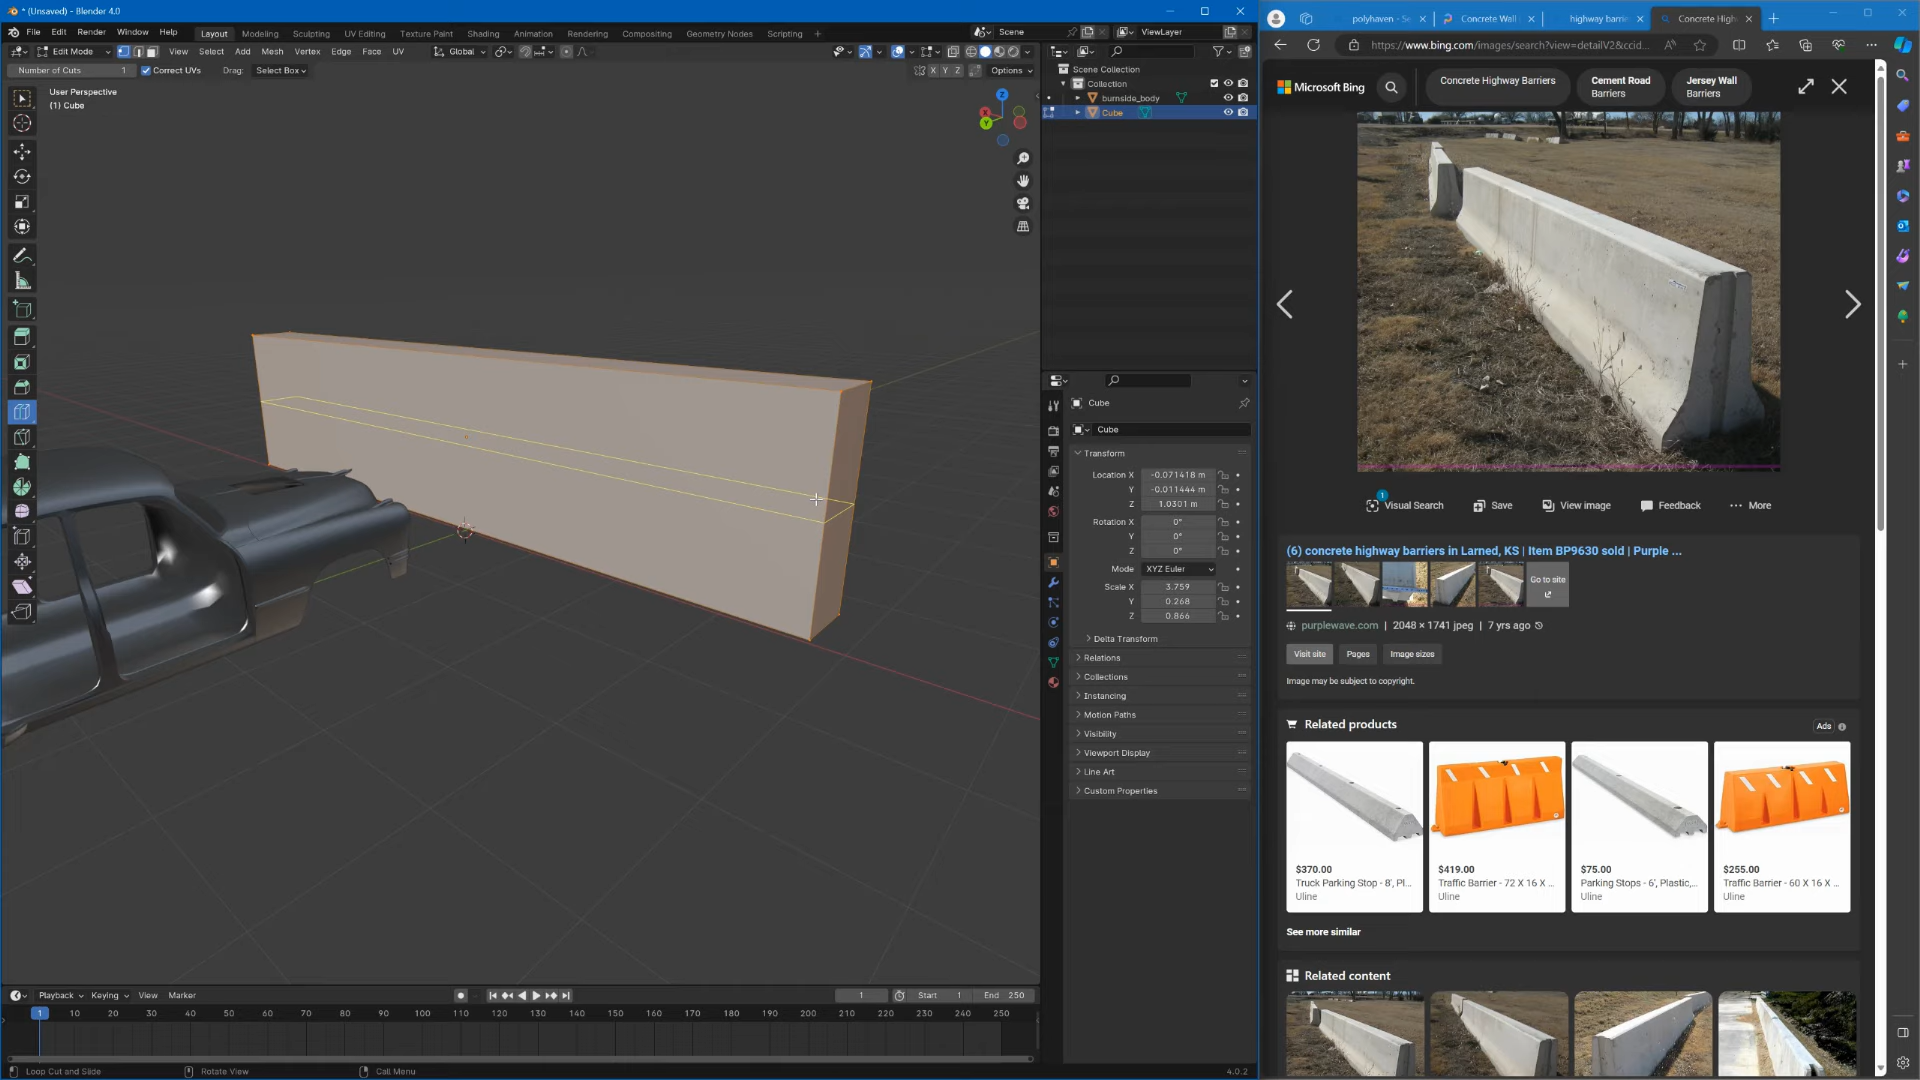 * (Unsaved) - Blender 4.0
File Edit Render Window Help
Layout Modeling Sculpting UV Editing Texture Paint Shading Animation Rendering Compositing Geometry Nodes Scripting +
Scene
ViewLayer
Edit Mode View Select Add Mesh Vertex Edge Face UV
Global
Number of Cuts 1 Correct UVs Drag: Select Box
X Y Z Options
User Perspective
(1) Cube
Z
Y
Scene Collection
Collection
burnside_body
Cube
Cube
Cube
Transform
Location X -0.071418 m
Y -0.011444 m
Z 1.0301 m
Rotation X 0°
Y 0°
Z 0°
Mode XYZ Euler
Scale X 3.759
Y 0.268
Z 0.866
Delta Transform
Relations
Collections
Instancing
Motion Paths
Visibility
Viewport Display
Line Art
Custom Properties
Playback Keying View Marker
1 Start 1 End 250
1 10 20 30 40 50 60 70 80 90 100 110 120 130 140 150 160 170 180 190 200 210 220 230 240 250
Loop Cut and Slide Rotate View Call Menu 4.0.2
Concrete Wall
highway barrie
Concrete High
https://www.bing.com/images/search?view=detailV2&ccid...
Microsoft Bing
Concrete Highway Barriers
Cement Road Barriers
Jersey Wall Barriers
1
Visual Search Save View image Feedback More
(6) concrete highway barriers in Larned, KS | Item BP9630 sold | Purple ...
Go to site
purplewave.com | 2048 × 1741 jpeg | 7 yrs ago
Visit site Pages Image sizes
Image may be subject to copyright.
Related products
Ads
$370.00
Truck Parking Stop - 8', Pl...
Uline
$419.00
Traffic Barrier - 72 X 16 X ...
Uline
$75.00
Parking Stops - 6', Plastic,...
Uline
$255.00
Traffic Barrier - 60 X 16 X ...
Uline
See more similar
Related content